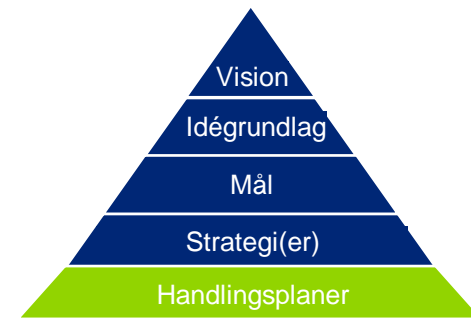 Vision
Idégrundlag
Mål
Strategi(er)
Handlingsplaner